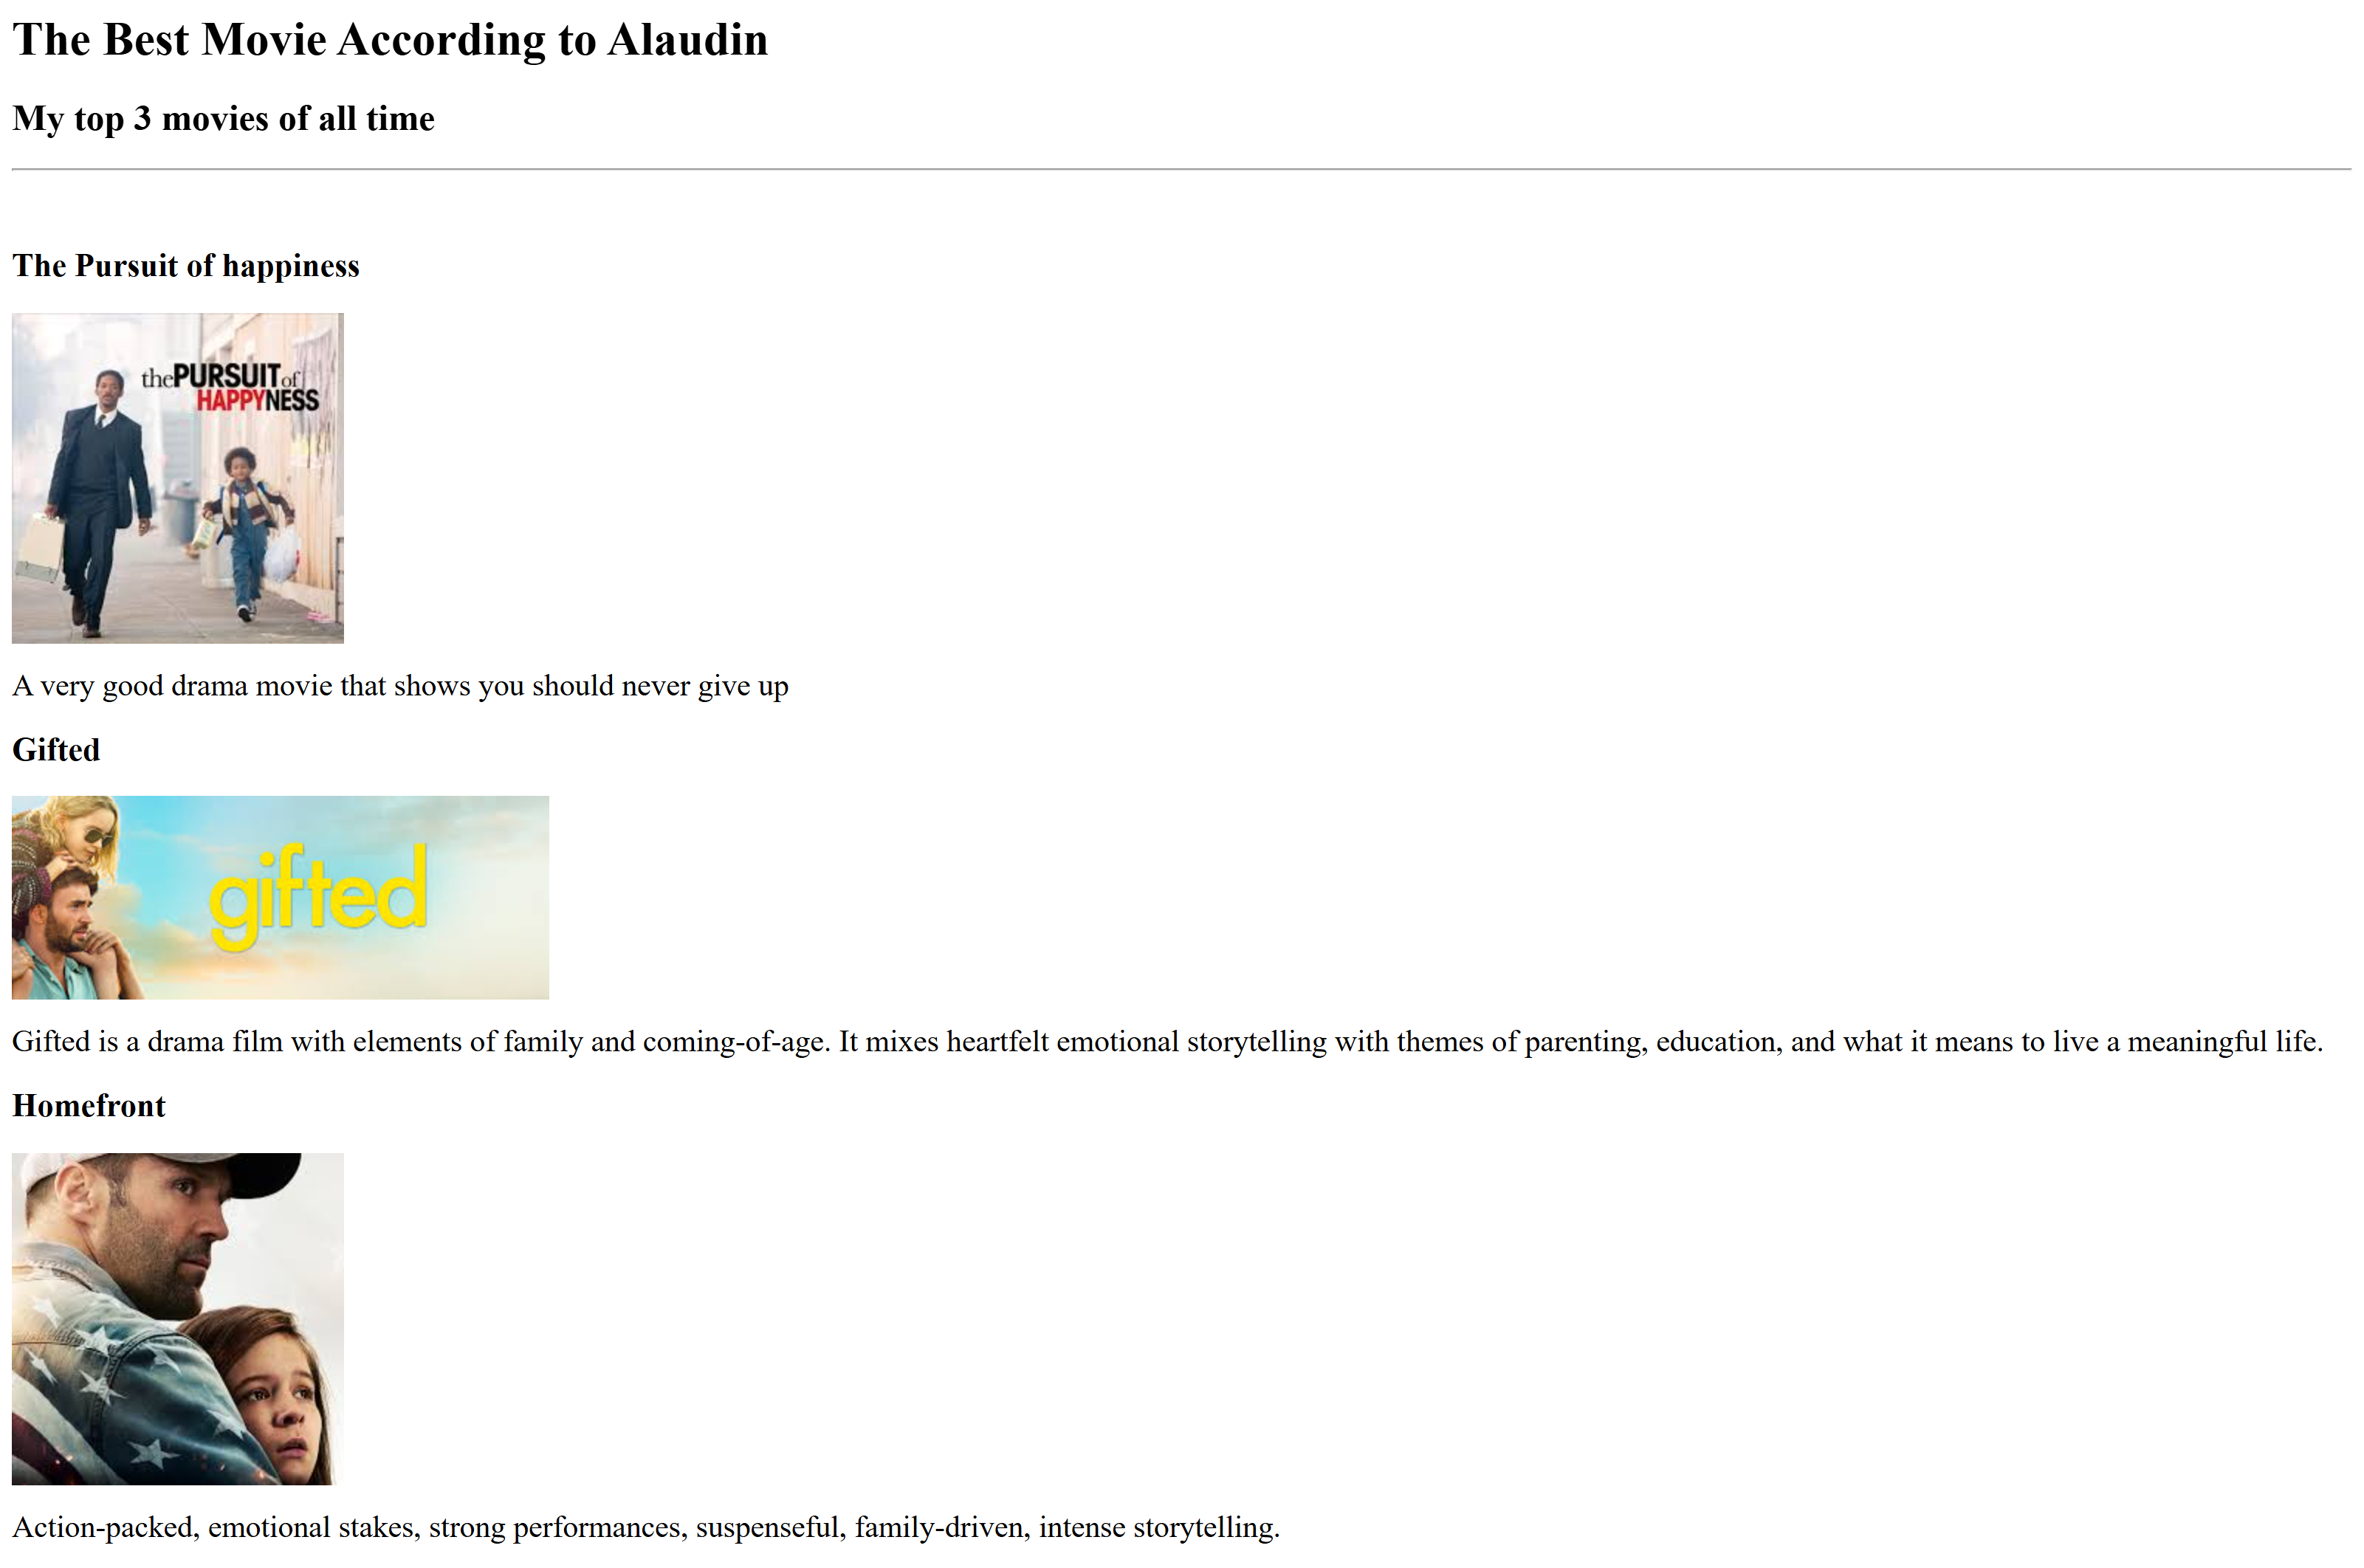 The Best Movie According to Alaudin
My top 3 movies of all time
The Pursuit of happiness
thePURSUITof
HAPPYNESS
A very good drama movie that shows you should never give up
Gifted
gifted
Gifted is a drama film with elements of family and coming-of-age. It mixes heartfelt emotional storytelling with themes of parenting, education, and what it means to live a meaningful life.
Homefront
Action-packed, emotional stakes, strong performances, suspenseful, family-driven, intense storytelling.